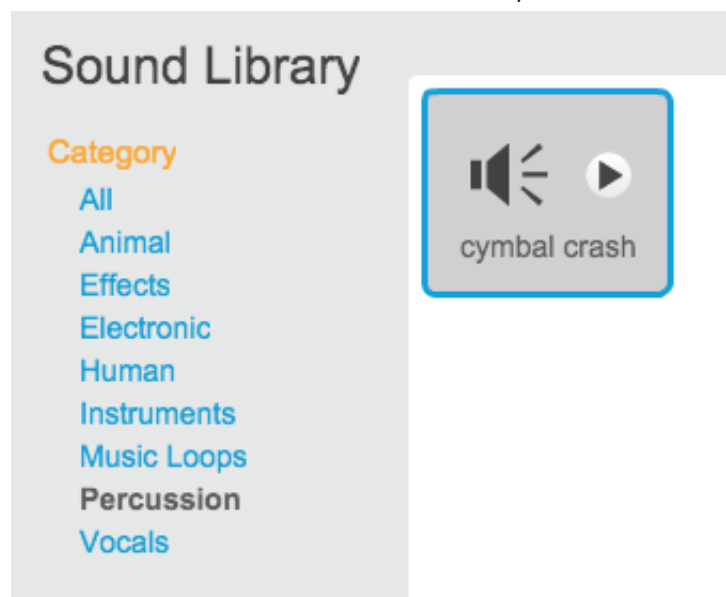 Sound Library
Category
All
Animal
Effects
Electronic
Human
Instruments
Music Loops
Percussion
Vocals
cymbal crash